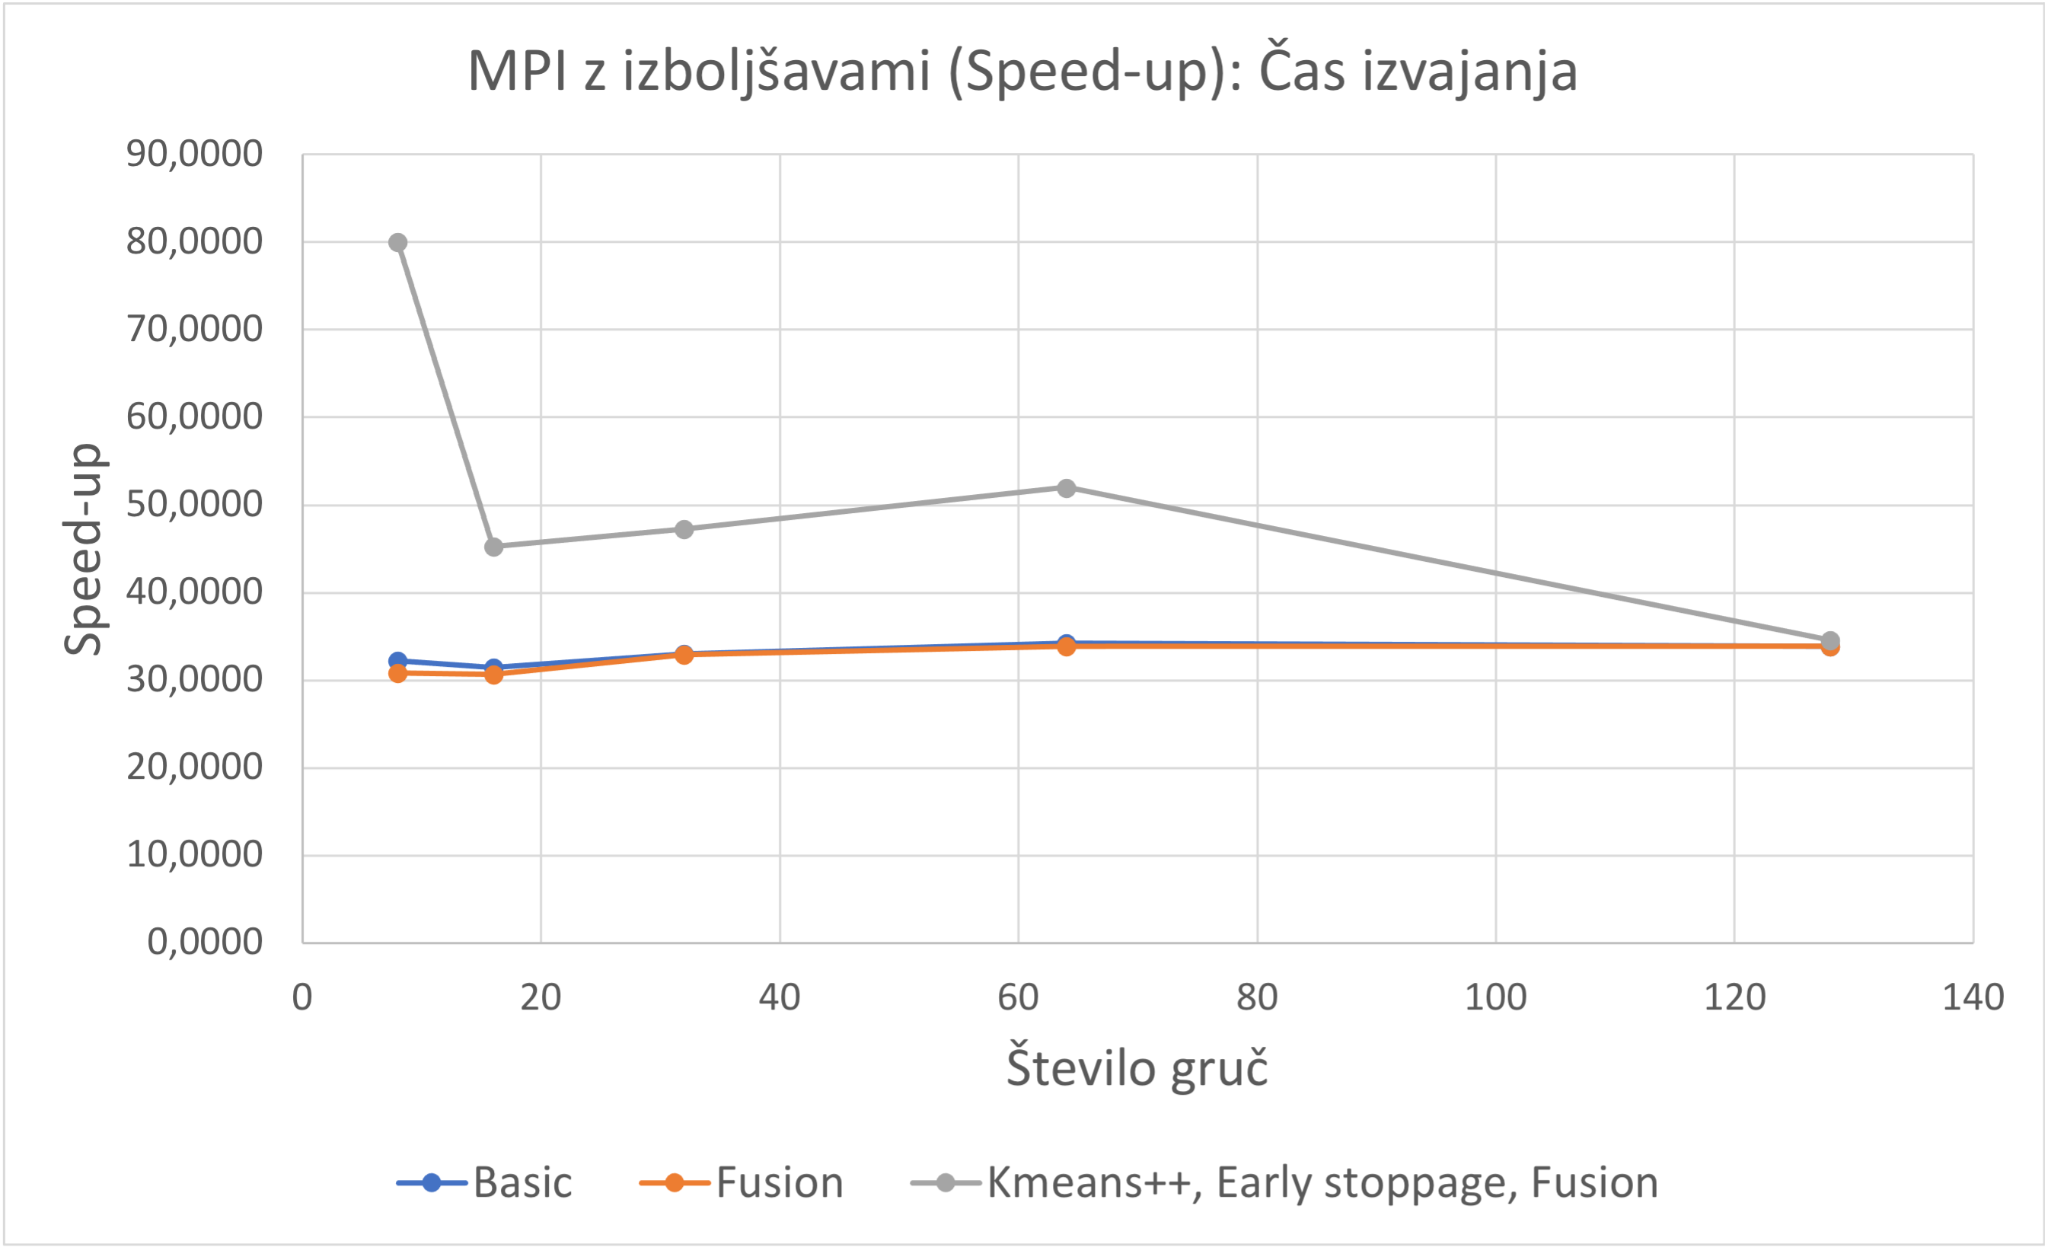 MPI z izboljšavami (Speed-up): Čas izvajanja
90,0000
80,0000
70,0000
60,0000
50,0000
40,0000
30,0000
20,0000
10,0000
0,0000
Speed-up
0 20 40 60 80 100 120 140
Število gruč
Basic Fusion Kmeans++, Early stoppage, Fusion